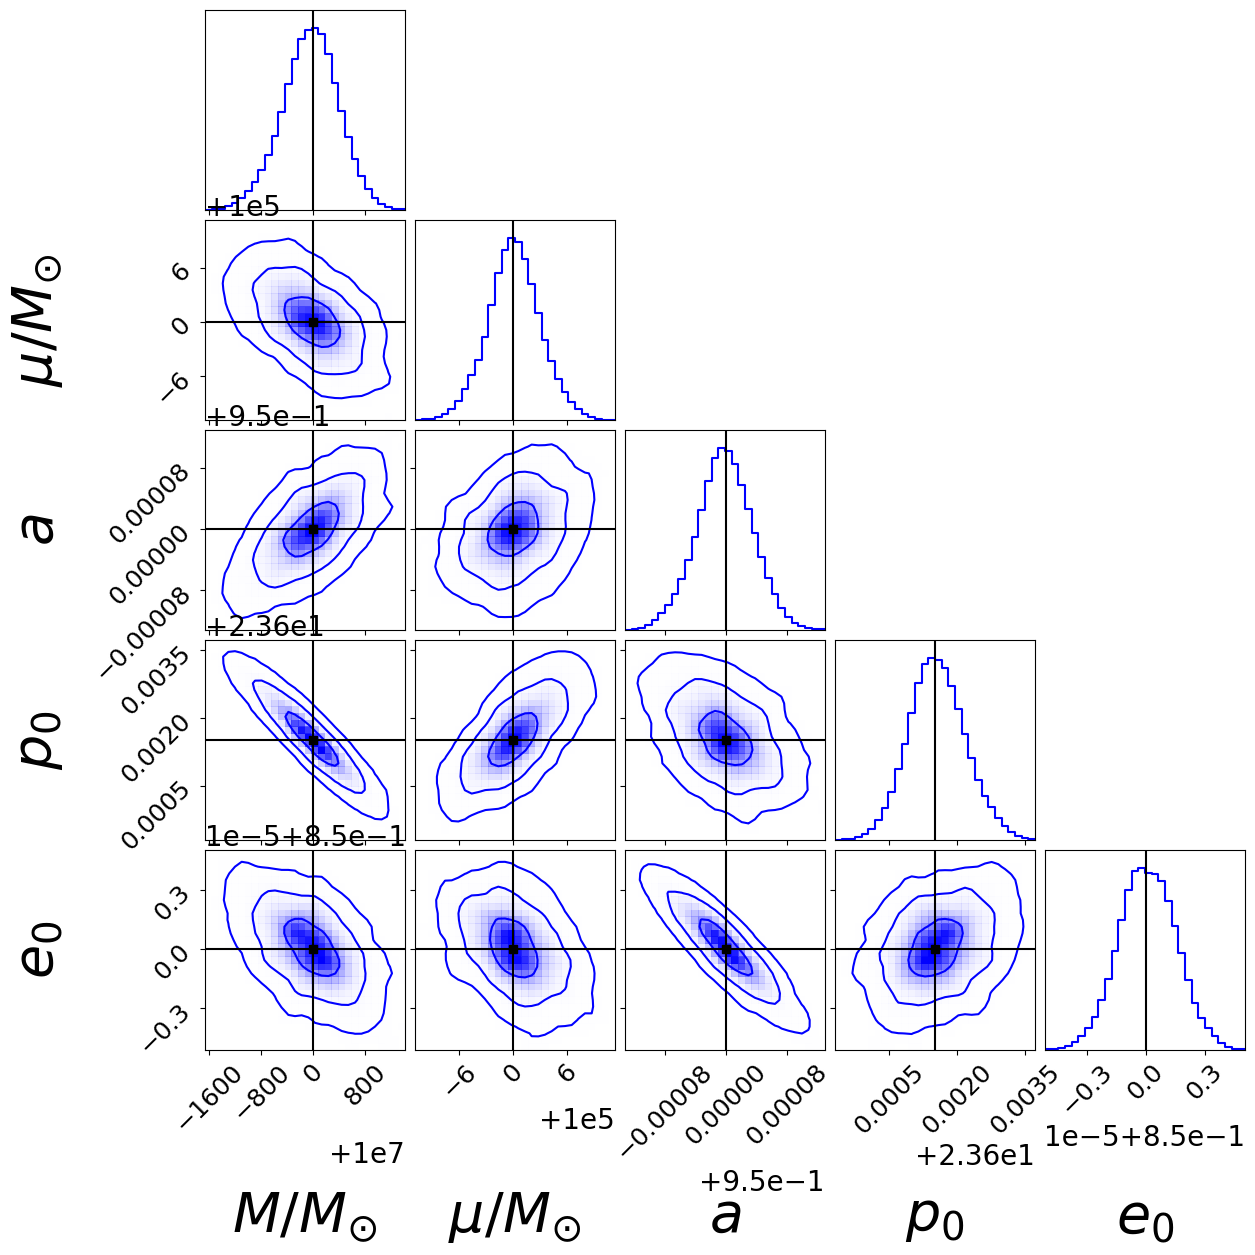 +1e5
μ/M⊙
6
0
−6
+9.5e−1
a
0.00008
0.00000
−0.00008
+2.36e1
p0
0.0035
0.0020
0.0005
1e−5+8.5e−1
e0
0.3
0.0
−0.3
−1600 −800 0 800
−6 0 6
−0.00008 0.00000 0.00008
0.0005 0.0020 0.0035
−0.3 0.0 0.3
+1e7
+1e5
+9.5e−1
+2.36e1
1e−5+8.5e−1
M/M⊙ μ/M⊙ a p0 e0